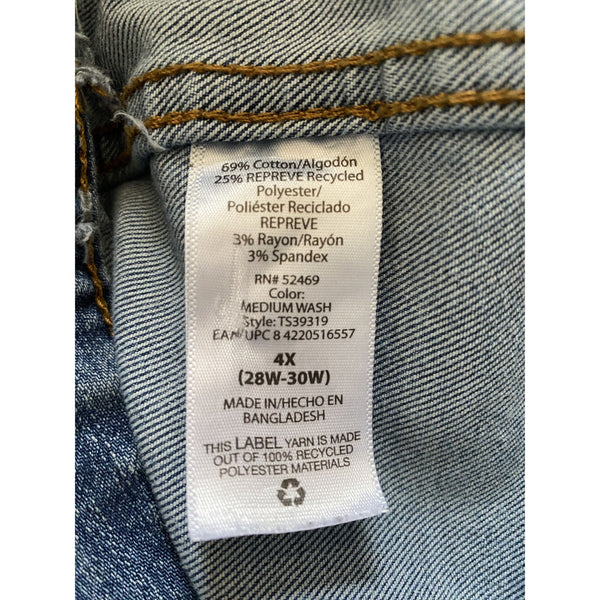 69% Cotton/Algodón
25% REPREVE Recycled
Polyester/
Poliéster Reciclado
REPREVE
3% Rayon/Rayón
3% Spandex
RN# 52469
Color:
MEDIUM WASH
Style: TS39319
EAN/UPC 8 4220516557
4X
(28W-30W)
MADE IN/HECHO EN
BANGLADESH
THIS LABEL YARN IS MADE
OUT OF 100% RECYCLED
POLYESTER MATERIALS